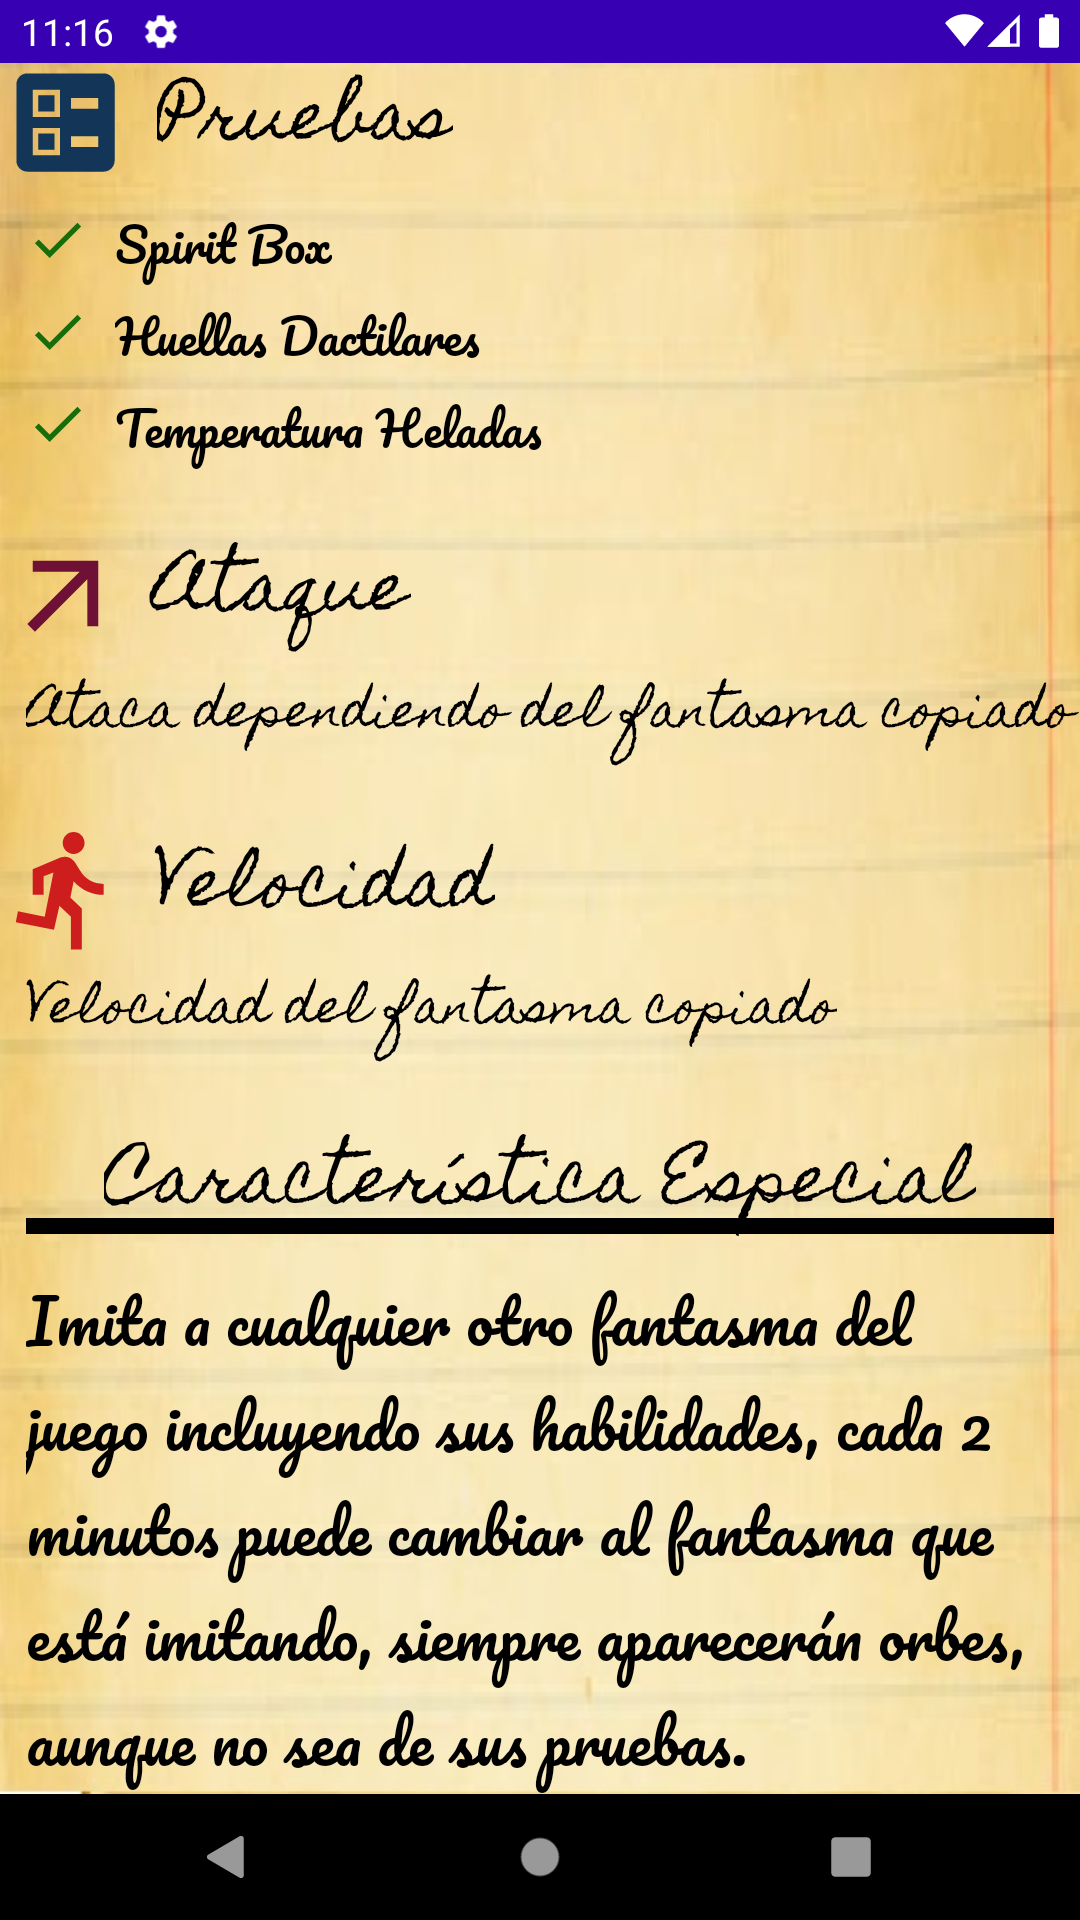 11:16
Pruebas
Spirit Box
Huellas Dactilares
Temperatura Heladas
Ataque
Ataca dependiendo del fantasma copiado
Velocidad
Velocidad del fantasma copiado
Característica Especial
Imita a cualquier otro fantasma del
juego incluyendo sus habilidades, cada 2
minutos puede cambiar al fantasma que
está imitando, siempre aparecerán orbes,
aunque no sea de sus pruebas.